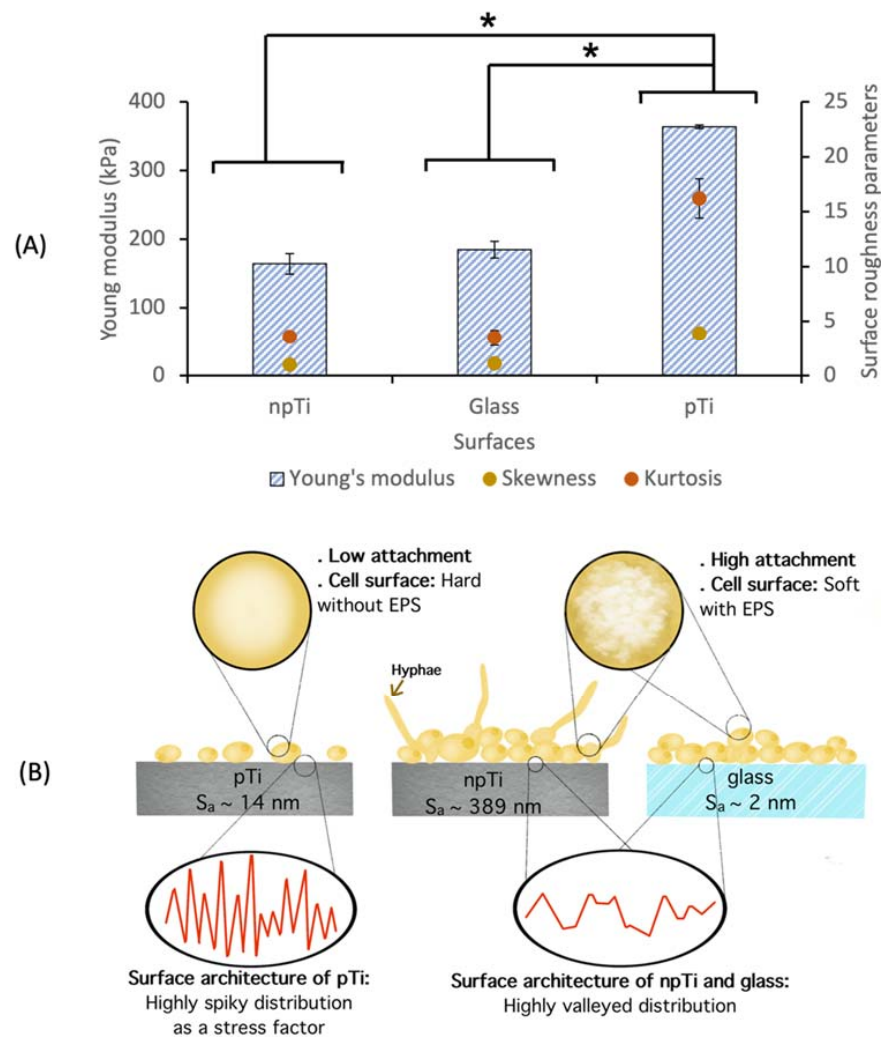 *
*
(A)
Young modulus (kPa)
400
300
200
100
0
Surface roughness parameters
25
20
15
10
5
0
npTi Glass pTi
Surfaces
Young's modulus Skewness Kurtosis
(B)
. Low attachment
. Cell surface: Hard
without EPS
. High attachment
. Cell surface: Soft
with EPS
Hyphae
pTi
Sₐ ~ 14 nm
npTi
Sₐ ~ 389 nm
glass
Sₐ ~ 2 nm
Surface architecture of pTi:
Highly spiky distribution
as a stress factor
Surface architecture of npTi and glass:
Highly valleyed distribution